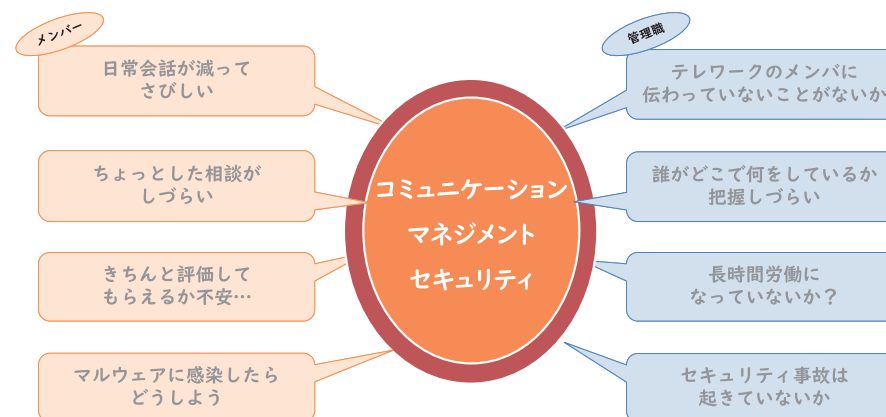 メンバー
日常会話が減って
さびしい
ちょっとした相談が
しづらい
きちんと評価して
もらえるか不安…
マルウェアに感染したら
どうしよう
コミュニケーション
マネジメント
セキュリティ
管理職
テレワークのメンバに
伝わっていないことがないか
誰がどこで何をしているか
把握しづらい
長時間労働に
なっていないか？
セキュリティ事故は
起きていないか